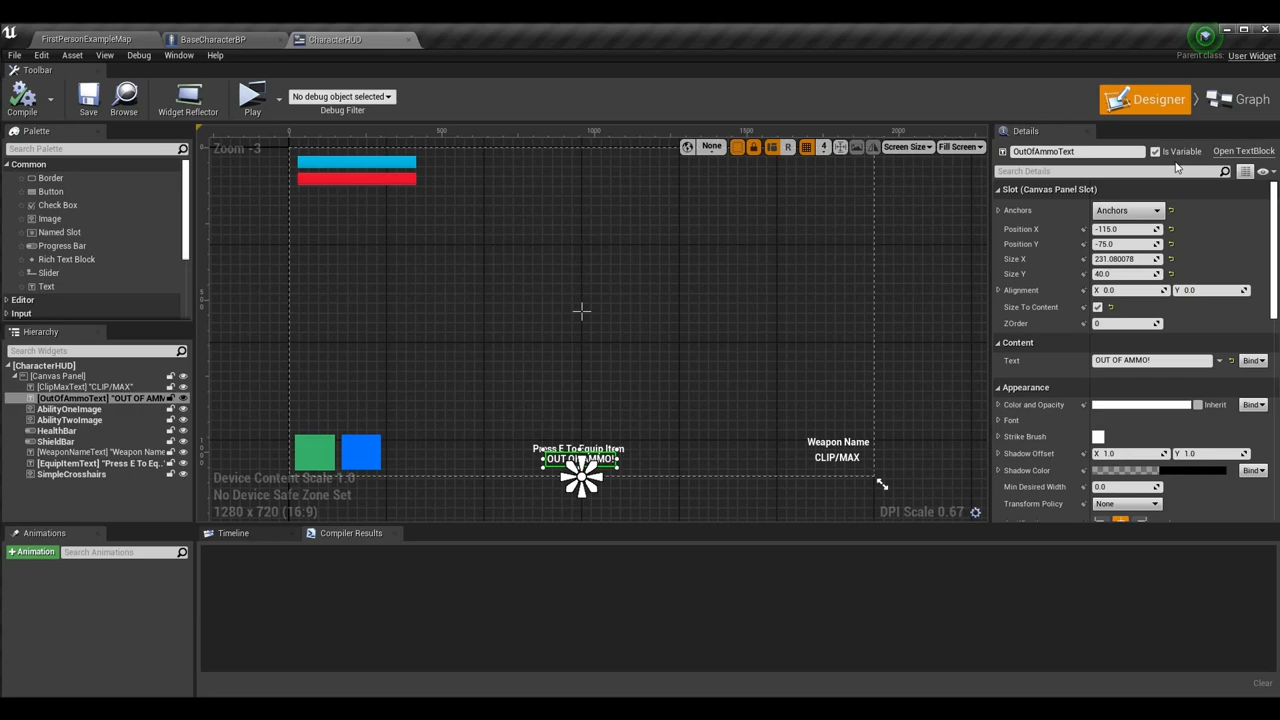 FirstPersonExampleMap
BaseCharacterBP
CharacterHUD
File Edit Asset View Debug Window Help
Parent class: User Widget
Toolbar
Compile
Save
Browse
Widget Reflector
Play
No debug object selected
Debug Filter
Designer
Graph
Palette
Search Palette
Common
Border
Button
Check Box
Image
Named Slot
Progress Bar
Rich Text Block
Slider
Text
Editor
Input
Hierarchy
Search Widgets
[CharacterHUD]
[Canvas Panel]
[ClipMaxText] "CLIP/MAX"
[OutOfAmmoText] "OUT OF AMM
AbilityOneImage
AbilityTwoImage
HealthBar
ShieldBar
[WeaponNameText] "Weapon Name
[EquipItemText] "Press E To Eq..
SimpleCrosshairs
Zoom -3
0 500 1000 1500 2000
None
R
4
Screen Size
Fill Screen
Press E To Equip Item
OUT OF AMMO!
Weapon Name
CLIP/MAX
Device Content Scale 1.0
No Device Safe Zone Set
1280 x 720 (16:9)
DPI Scale 0.67
Details
OutOfAmmoText
Is Variable
Open TextBlock
Search Details
Slot (Canvas Panel Slot)
Anchors
Anchors
Position X
-115.0
Position Y
-75.0
Size X
231.080078
Size Y
40.0
Alignment
X 0.0
Y 0.0
Size To Content
ZOrder
0
Content
Text
OUT OF AMMO!
Bind
Appearance
Color and Opacity
Inherit
Bind
Font
Strike Brush
Shadow Offset
X 1.0
Y 1.0
Shadow Color
Bind
Min Desired Width
0.0
Transform Policy
None
Animations
+Animation
Search Animations
Timeline
Compiler Results
Clear